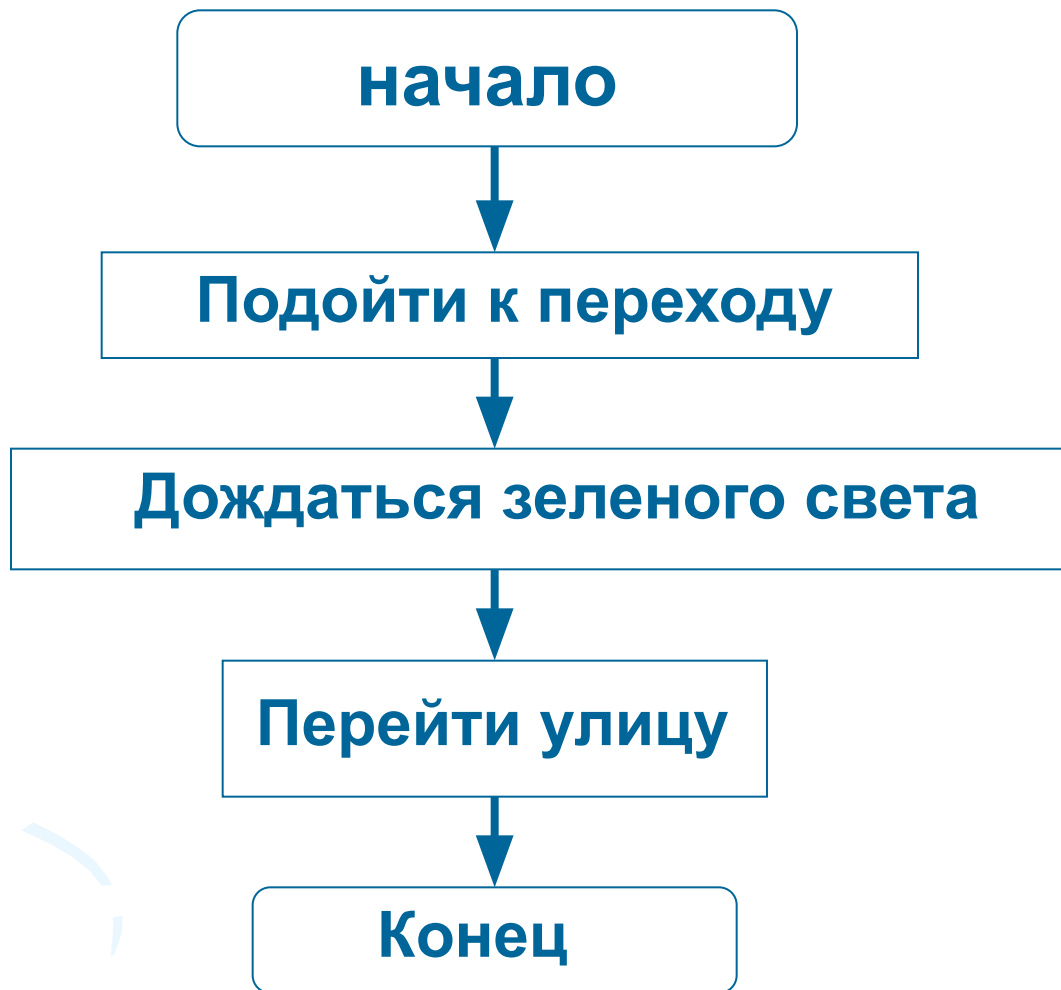 начало
Подойти к переходу
Дождаться зеленого света
Перейти улицу
Конец